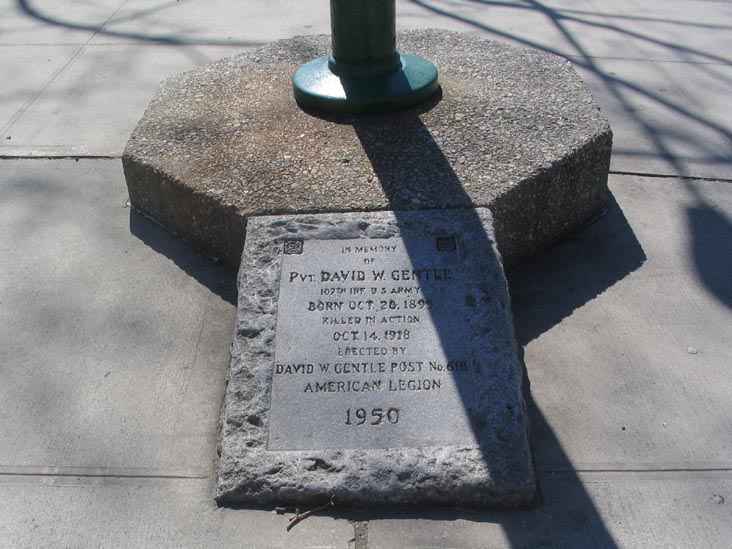 IN MEMORY
OF
PVT. DAVID W. GENTLE
107TH INF. U.S. ARMY
BORN OCT. 28, 1895
KILLED IN ACTION
OCT. 14, 1918
ERECTED BY
DAVID W. GENTLE POST No. 618
AMERICAN LEGION
1950